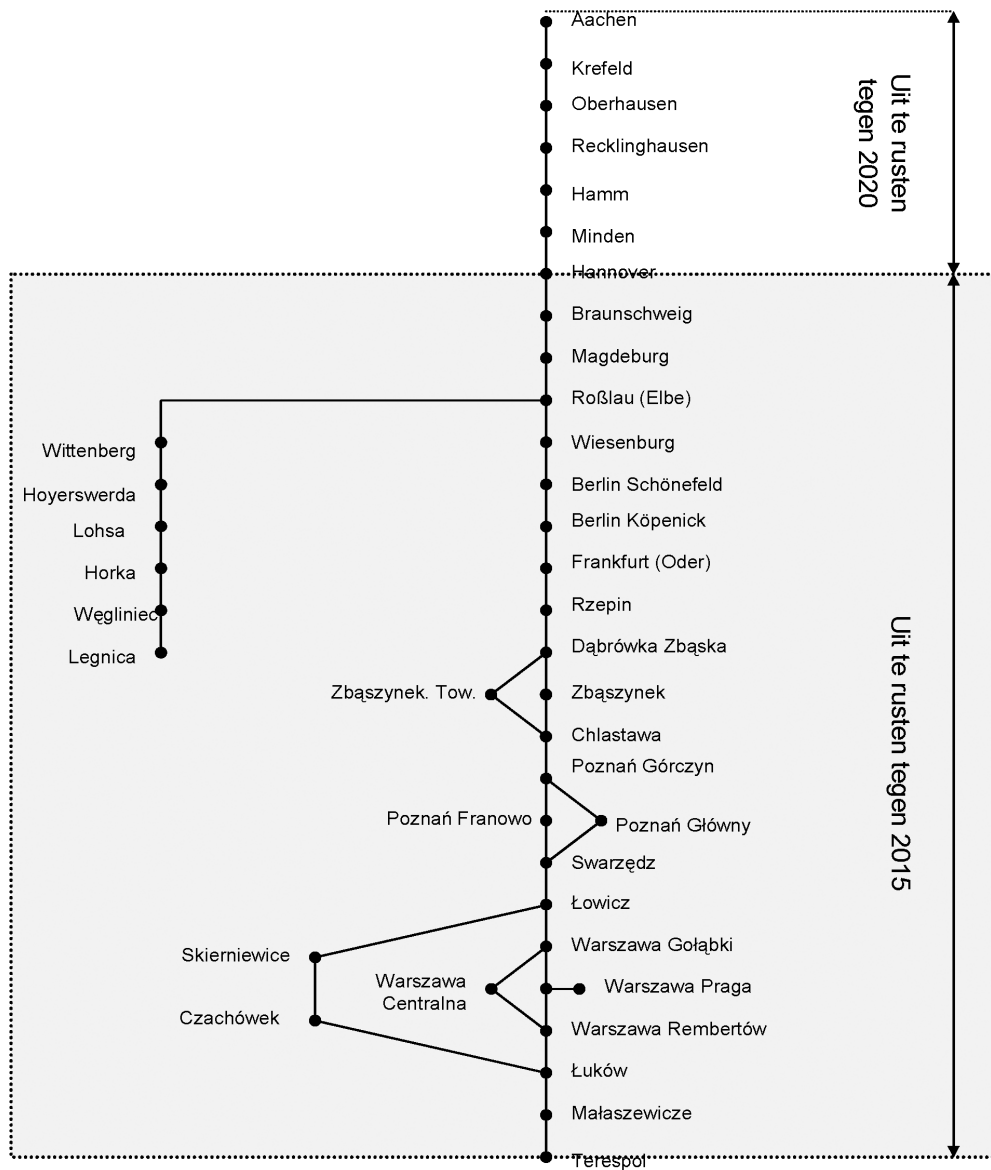 Aachen
Krefeld
Oberhausen
Recklinghausen
Hamm
Minden
Hannover
Braunschweig
Magdeburg
Roßlau (Elbe)
Wiesenburg
Berlin Schönefeld
Berlin Köpenick
Frankfurt (Oder)
Rzepin
Dąbrówka Zbąska
Zbąszynek
Chlastawa
Poznań Górczyn
Poznań Główny
Swarzędz
Łowicz
Warszawa Gołąbki
Warszawa Praga
Warszawa Rembertów
Łuków
Małaszewicze
Terespol
Wittenberg
Hoyerswerda
Lohsa
Horka
Węgliniec
Legnica
Zbąszynek. Tow.
Poznań Franowo
Skierniewice
Warszawa
Centralna
Czachówek
Uit te rusten
tegen 2020
Uit te rusten tegen 2015